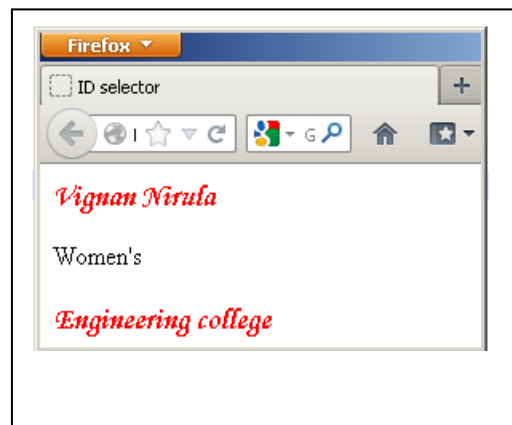 Firefox
ID selector
G
Vignan Nirula
Women's
Engineering college